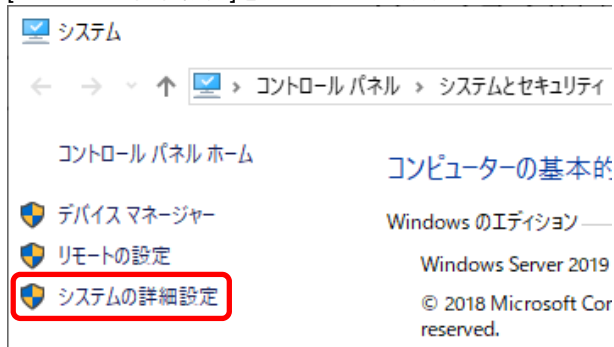 システム
コントロール パネル > システムとセキュリティ
コントロール パネル ホーム
コンピューターの基本的
デバイス マネージャー
Windows のエディション
リモートの設定
Windows Server 2019
システムの詳細設定
© 2018 Microsoft Cor
reserved.